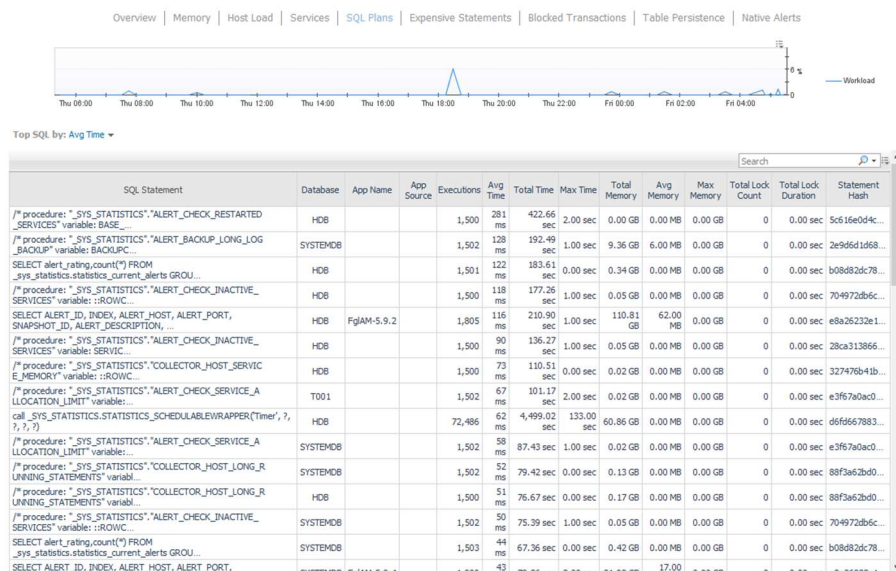 Overview | Memory | Host Load | Services | SQL Plans | Expensive Statements | Blocked Transactions | Table Persistence | Native Alerts
6
%
0
Workload
Thu 06:00 Thu 08:00 Thu 10:00 Thu 12:00 Thu 14:00 Thu 16:00 Thu 18:00 Thu 20:00 Thu 22:00 Fri 00:00 Fri 02:00 Fri 04:00
Top SQL by: Avg Time
Search
SQL Statement Database App Name App Source Executions Avg Time Total Time Max Time Total Memory Avg Memory Max Memory Total Lock Count Total Lock Duration Statement Hash
/* procedure: "_SYS_STATISTICS"."ALERT_CHECK_RESTARTED
_SERVICES" variable: BASE_... HDB 1,500 281 ms 422.66 sec 2.00 sec 0.00 GB 0.00 MB 0.00 GB 0 0.00 sec 5c616e0d4c...
/* procedure: "_SYS_STATISTICS"."ALERT_BACKUP_LONG_LOG
_BACKUP" variable: BACKUPC... SYSTEMDB 1,502 128 ms 192.49 sec 1.00 sec 9.36 GB 6.00 MB 0.00 GB 0 0.00 sec 2e9d6d1d68...
SELECT alert_rating,count(*) FROM
_sys_statistics.statistics_current_alerts GROU... HDB 1,501 122 ms 183.61 sec 0.00 sec 0.34 GB 0.00 MB 0.00 GB 0 0.00 sec b08d82dc78...
/* procedure: "_SYS_STATISTICS"."ALERT_CHECK_INACTIVE_
SERVICES" variable: ::ROWC... HDB 1,500 118 ms 177.26 sec 1.00 sec 0.05 GB 0.00 MB 0.00 GB 0 0.00 sec 704972db6c...
SELECT ALERT_ID, INDEX, ALERT_HOST, ALERT_PORT,
SNAPSHOT_ID, ALERT_DESCRIPTION, ... HDB FglAM-5.9.2 1,805 116 ms 210.90 sec 1.00 sec 110.81 GB 62.00 MB 0.00 GB 0 0.00 sec e8a26232e1...
/* procedure: "_SYS_STATISTICS"."ALERT_CHECK_INACTIVE_
SERVICES" variable: SERVIC... HDB 1,500 90 ms 136.27 sec 1.00 sec 0.05 GB 0.00 MB 0.00 GB 0 0.00 sec 28ca313866...
/* procedure: "_SYS_STATISTICS"."COLLECTOR_HOST_SERVIC
E_MEMORY" variable: ::ROWC... HDB 1,500 73 ms 110.51 sec 0.00 sec 0.02 GB 0.00 MB 0.00 GB 0 0.00 sec 327476b41b...
/* procedure: "_SYS_STATISTICS"."ALERT_CHECK_SERVICE_A
LLOCATION_LIMIT" variable:... T001 1,502 67 ms 101.17 sec 2.00 sec 0.02 GB 0.00 MB 0.00 GB 0 0.00 sec e3f67a0ac0...
call _SYS_STATISTICS.STATISTICS_SCHEDULABLEWRAPPER('Timer', ?,
?, ?, ?) HDB 72,486 62 ms 4,499.02 sec 133.00 sec 60.86 GB 0.00 MB 0.00 GB 0 0.00 sec d6fd667883...
/* procedure: "_SYS_STATISTICS"."ALERT_CHECK_SERVICE_A
LLOCATION_LIMIT" variable:... SYSTEMDB 1,502 58 ms 87.43 sec 1.00 sec 0.02 GB 0.00 MB 0.00 GB 0 0.00 sec e3f67a0ac0...
/* procedure: "_SYS_STATISTICS"."COLLECTOR_HOST_LONG_R
UNNING_STATEMENTS" variabl... SYSTEMDB 1,502 52 ms 79.42 sec 0.00 sec 0.13 GB 0.00 MB 0.00 GB 0 0.00 sec 88f3a62bd0...
/* procedure: "_SYS_STATISTICS"."COLLECTOR_HOST_LONG_R
UNNING_STATEMENTS" variabl... HDB 1,500 51 ms 76.67 sec 0.00 sec 0.17 GB 0.00 MB 0.00 GB 0 0.00 sec 88f3a62bd0...
/* procedure: "_SYS_STATISTICS"."ALERT_CHECK_INACTIVE_
SERVICES" variable: ::ROWC... SYSTEMDB 1,502 50 ms 75.39 sec 1.00 sec 0.05 GB 0.00 MB 0.00 GB 0 0.00 sec 704972db6c...
SELECT alert_rating,count(*) FROM
_sys_statistics.statistics_current_alerts GROU... SYSTEMDB 1,503 44 ms 67.36 sec 0.00 sec 0.42 GB 0.00 MB 0.00 GB 0 0.00 sec b08d82dc78...
SELECT ALERT_ID, INDEX, ALERT_HOST, ALERT_PORT, 43 17.00